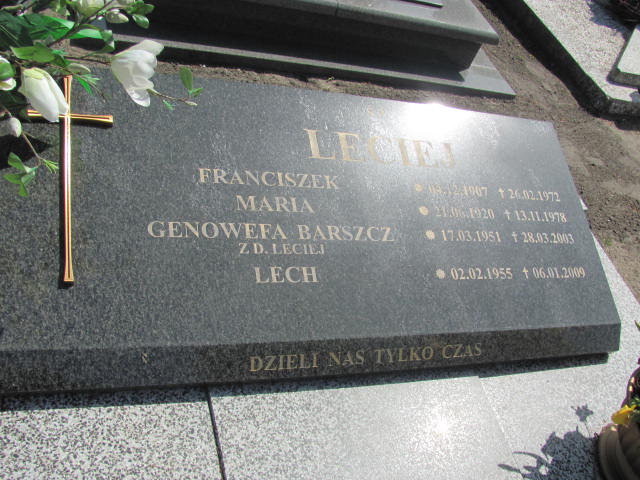 LECIEJ
FRANCISZEK 04.12.1907 † 26.02.1972
MARIA 21.06.1920 † 13.11.1978
GENOWEFA BARSZCZ 17.03.1951 † 28.03.2003
Z D. LECIEJ
LECH 02.02.1955 † 06.01.2009
DZIELI NAS TYLKO CZAS